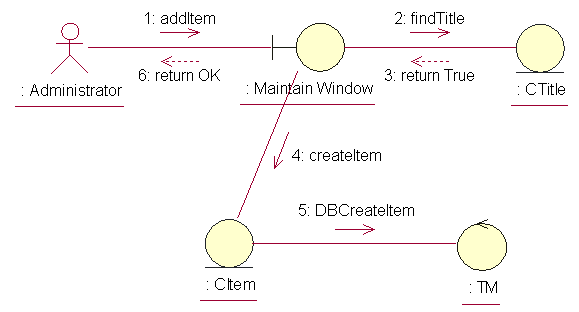 1: addItem
2: findTitle
6: return OK
3: return True
: Administrator
: Maintain Window
: CTitle
4: createItem
5: DBCreateItem
: CItem
: TM